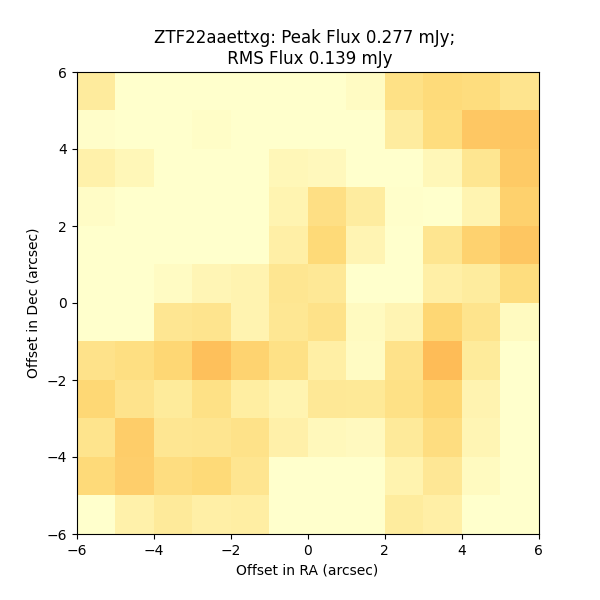 ZTF22aaettxg: Peak Flux 0.277 mJy;
RMS Flux 0.139 mJy
6
4
2
0
−2
−4
−6
Offset in Dec (arcsec)
−6 −4 −2 0 2 4 6
Offset in RA (arcsec)